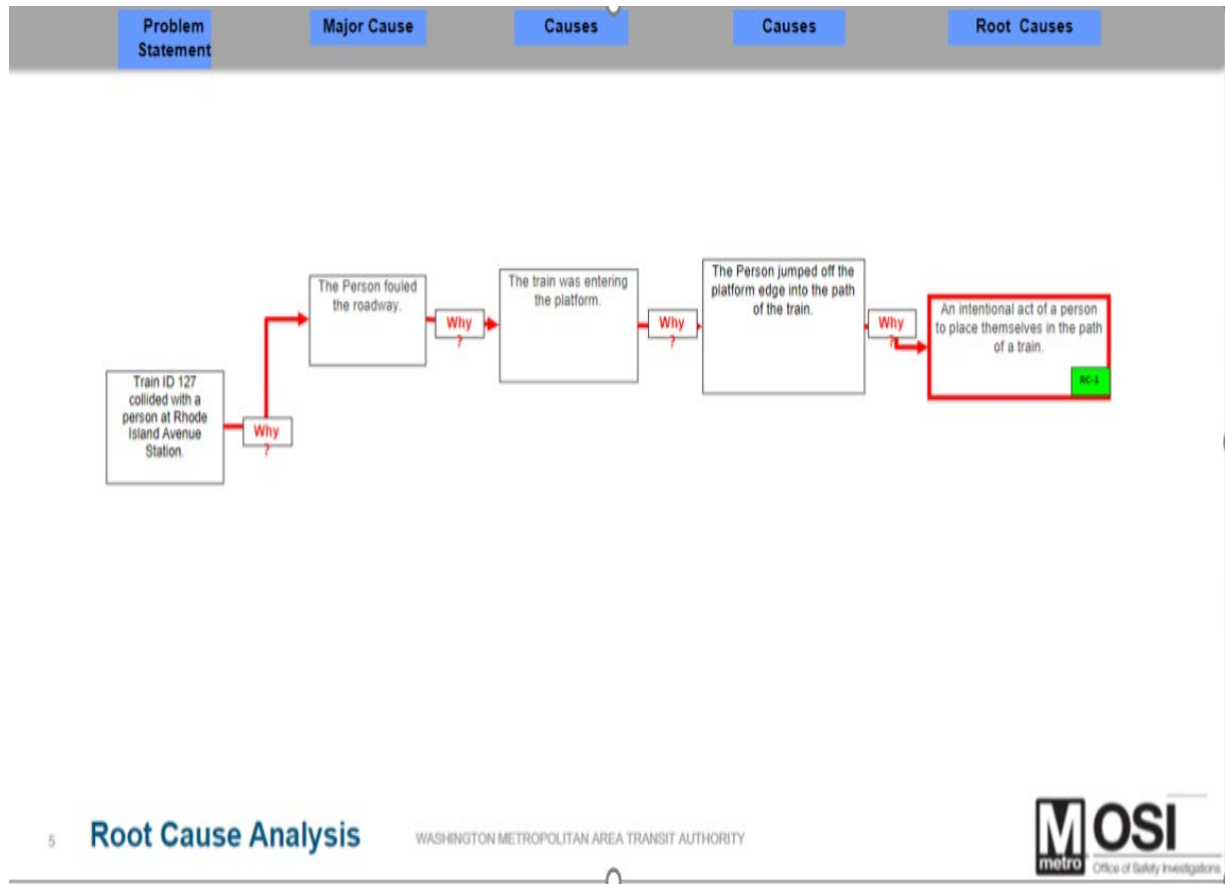 Problem
Statement
Major Cause
Causes
Causes
Root Causes
Train ID 127
collided with a
person at Rhode
Island Avenue
Station.
Why
?
The Person fouled
the roadway.
Why
?
The train was entering
the platform.
Why
?
The Person jumped off the
platform edge into the path
of the train.
Why
?
An intentional act of a person
to place themselves in the path
of a train.
RC-1
5
Root Cause Analysis
WASHINGTON METROPOLITAN AREA TRANSIT AUTHORITY
M
metro
OSI
Office of Safety Investigations